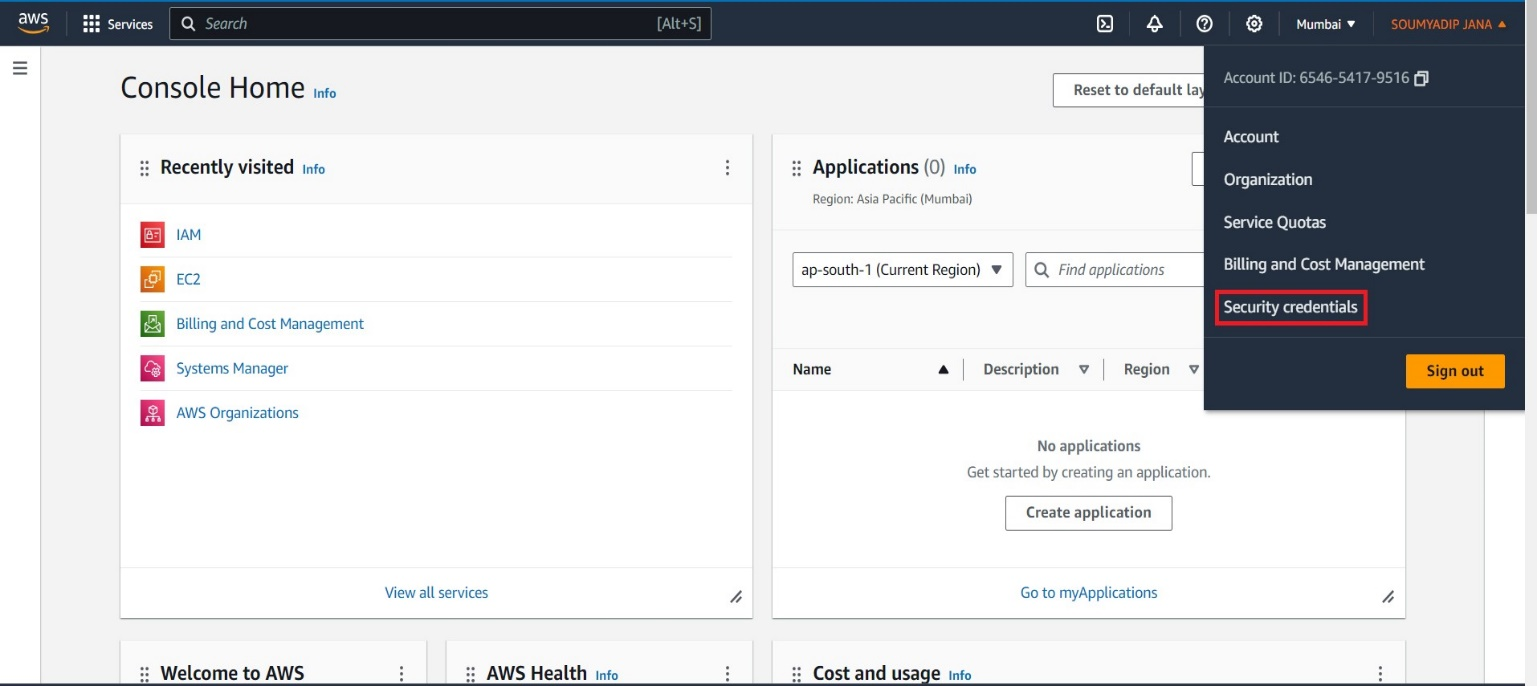 aws Services Search [Alt+S] Mumbai SOUMYADIP JANA
Account ID: 6546-5417-9516
Account
Organization
Service Quotas
Billing and Cost Management
Security credentials
Sign out
Console Home Info
Reset to default lay
Recently visited Info
IAM
EC2
Billing and Cost Management
Systems Manager
AWS Organizations
View all services
Applications (0) Info
Region: Asia Pacific (Mumbai)
ap-south-1 (Current Region) Find applications
Name Description Region
No applications
Get started by creating an application.
Create application
Go to myApplications
Welcome to AWS
AWS Health Info
Cost and usage Info